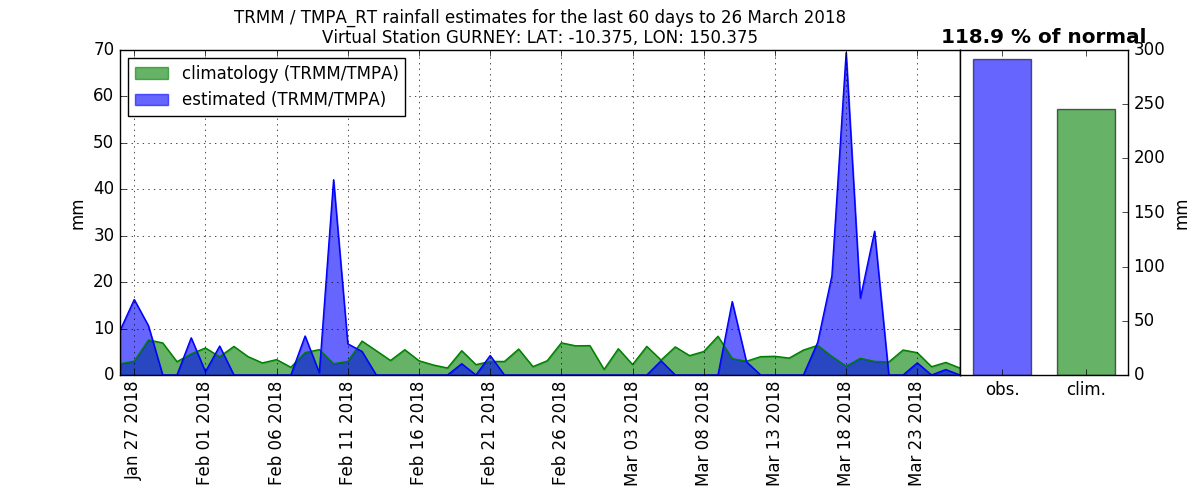 TRMM / TMPA_RT rainfall estimates for the last 60 days to 26 March 2018
Virtual Station GURNEY: LAT: -10.375, LON: 150.375
118.9 % of normal
climatology (TRMM/TMPA)
estimated (TRMM/TMPA)
70
60
50
40
30
20
10
0
mm
300
250
200
150
100
50
0
mm
Jan 27 2018
Feb 01 2018
Feb 06 2018
Feb 11 2018
Feb 16 2018
Feb 21 2018
Feb 26 2018
Mar 03 2018
Mar 08 2018
Mar 13 2018
Mar 18 2018
Mar 23 2018
obs.
clim.